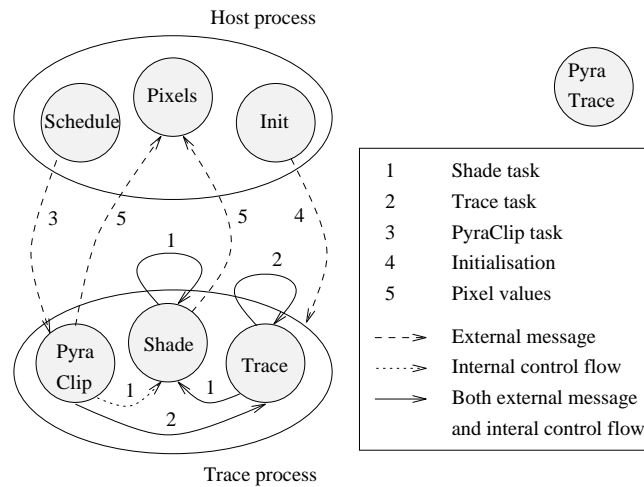 Host process
Schedule
Pixels
Init
Pyra
Trace
3
5
5
4
1
2
Pyra
Clip
Shade
Trace
1
1
2
Trace process
1 Shade task
2 Trace task
3 PyraClip task
4 Initialisation
5 Pixel values
External message
Internal control flow
Both external message
and interal control flow